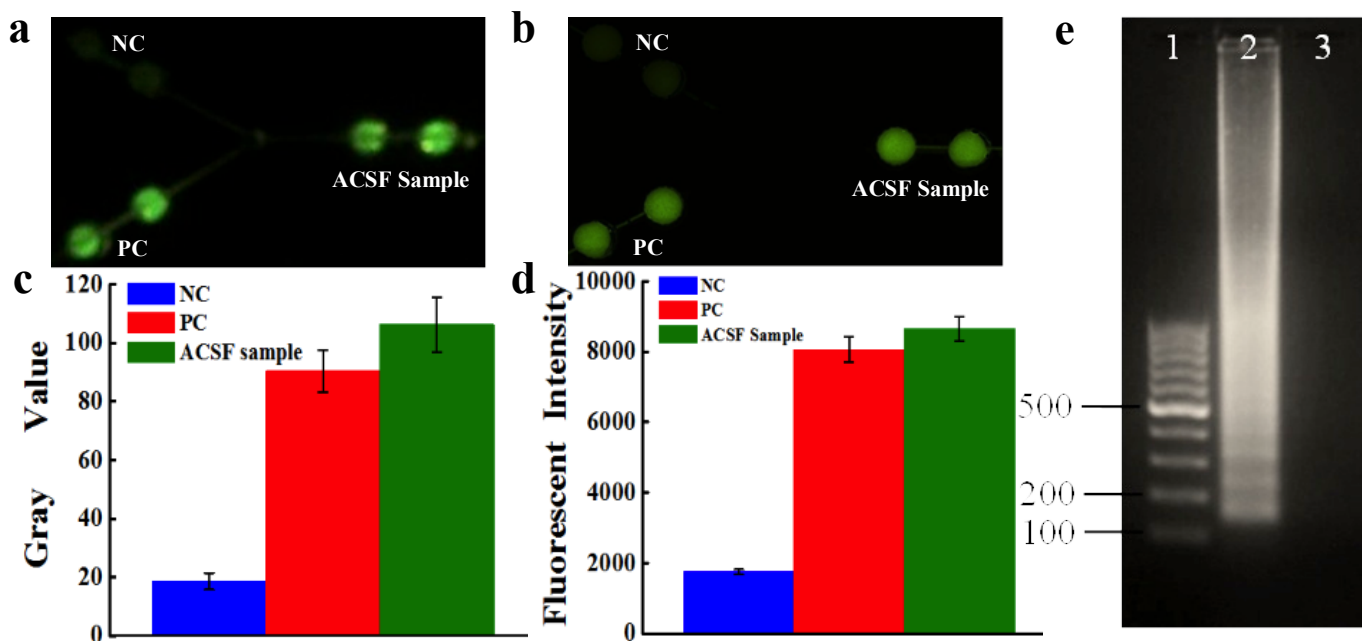 a
NC
ACSF Sample
PC
b
NC
ACSF Sample
PC
c
120
100
80
60
40
20
0
Gray Value
NC
PC
ACSF sample
d
10000
8000
6000
4000
2000
0
Fluorescent Intensity
NC
PC
ACSF Sample
e
1 2 3
500
200
100